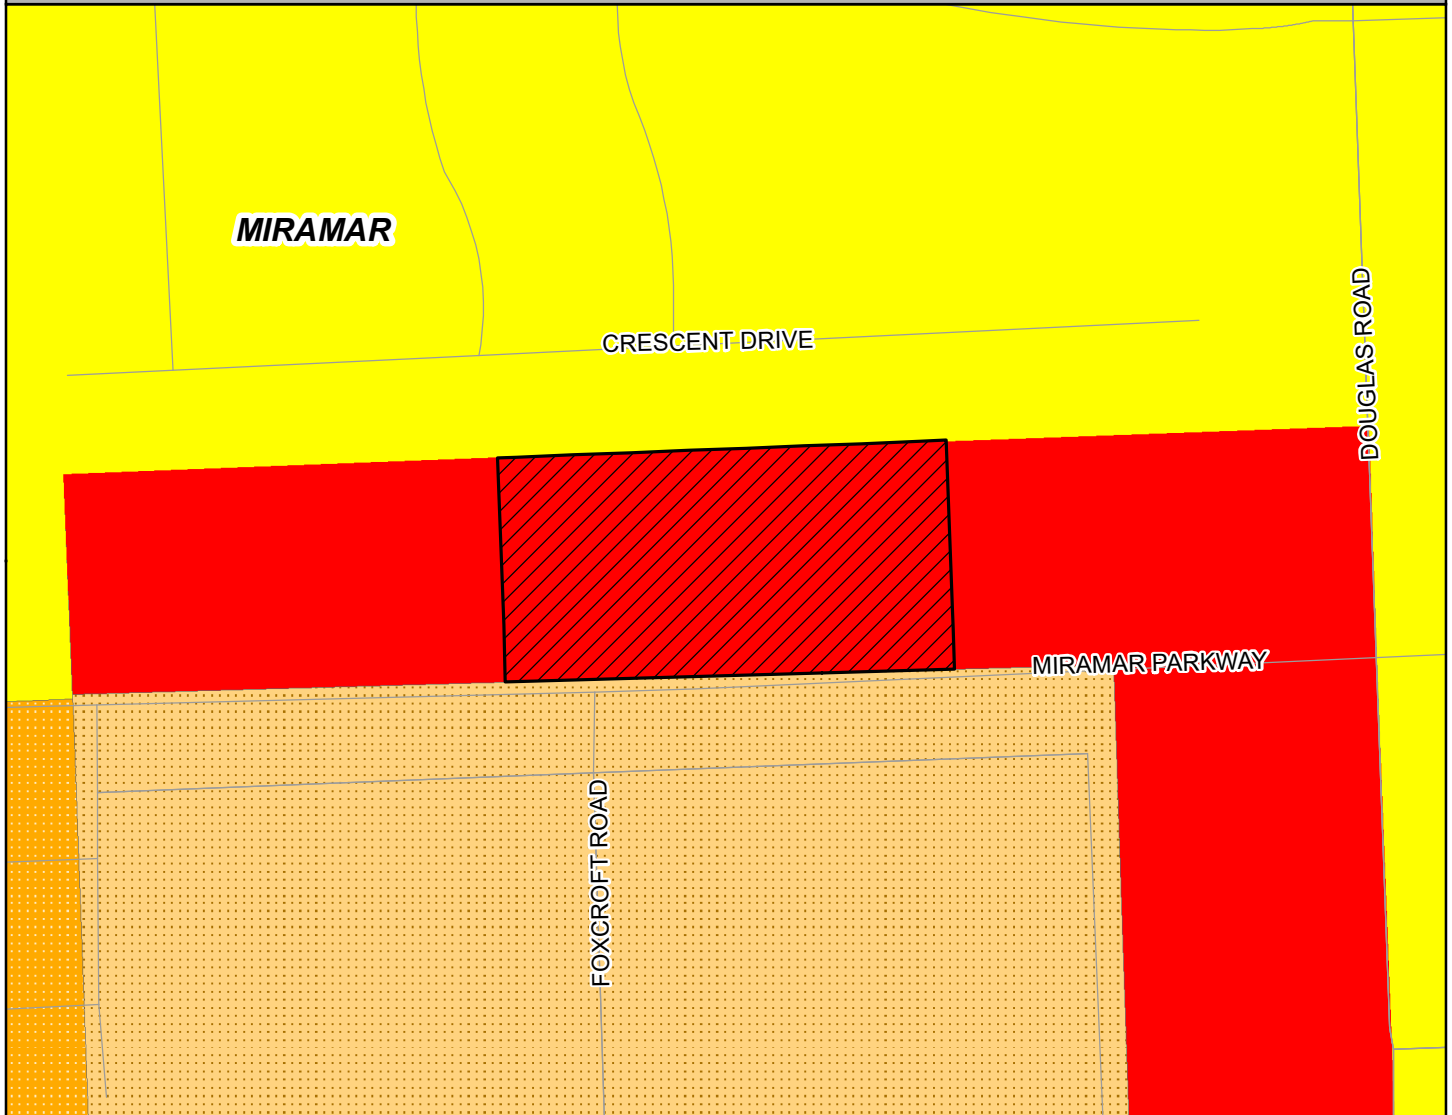 MIRAMAR
CRESCENT DRIVE
DOUGLAS ROAD
MIRAMAR PARKWAY
FOXCROFT ROAD